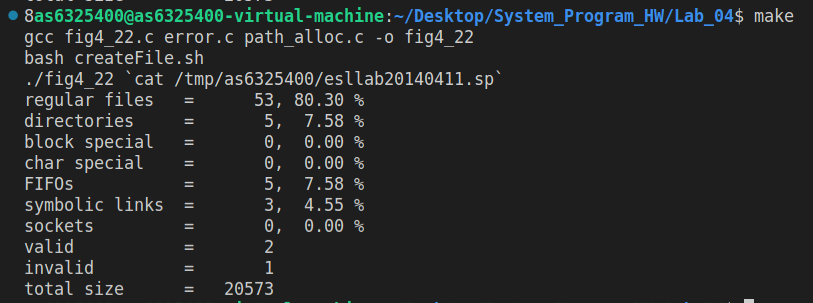 8as6325400@as6325400-virtual-machine:~/Desktop/System_Program_HW/Lab_04$ make
gcc fig4_22.c error.c path_alloc.c -o fig4_22
bash createFile.sh
./fig4_22 `cat /tmp/as6325400/esllab20140411.sp`
regular files   =      53, 80.30 %
directories     =       5,  7.58 %
block special   =       0,  0.00 %
char special    =       0,  0.00 %
FIFOs           =       5,  7.58 %
symbolic links  =       3,  4.55 %
sockets         =       0,  0.00 %
valid           =       2
invalid         =       1
total size      =   20573